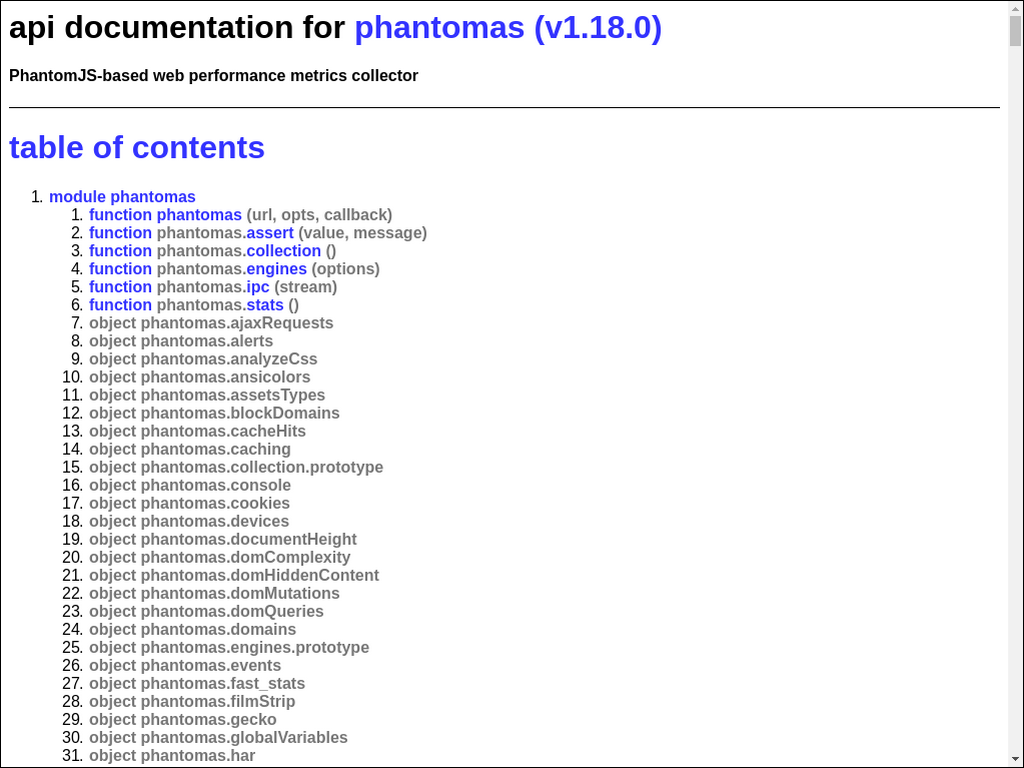 api documentation for phantomas (v1.18.0)
PhantomJS-based web performance metrics collector
table of contents
1. module phantomas
1. function phantomas (url, opts, callback)
2. function phantomas.assert (value, message)
3. function phantomas.collection ()
4. function phantomas.engines (options)
5. function phantomas.ipc (stream)
6. function phantomas.stats ()
7. object phantomas.ajaxRequests
8. object phantomas.alerts
9. object phantomas.analyzeCss
10. object phantomas.ansicolors
11. object phantomas.assetsTypes
12. object phantomas.blockDomains
13. object phantomas.cacheHits
14. object phantomas.caching
15. object phantomas.collection.prototype
16. object phantomas.console
17. object phantomas.cookies
18. object phantomas.devices
19. object phantomas.documentHeight
20. object phantomas.domComplexity
21. object phantomas.domHiddenContent
22. object phantomas.domMutations
23. object phantomas.domQueries
24. object phantomas.domains
25. object phantomas.engines.prototype
26. object phantomas.events
27. object phantomas.fast_stats
28. object phantomas.filmStrip
29. object phantomas.gecko
30. object phantomas.globalVariables
31. object phantomas.har